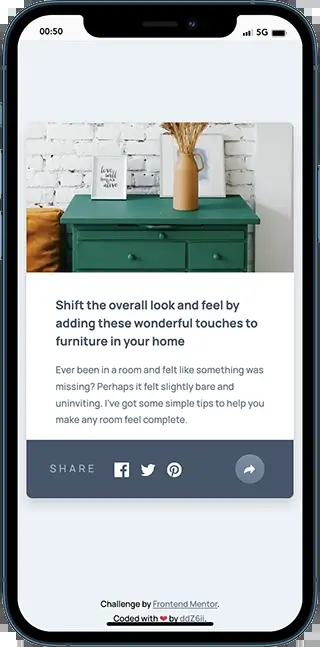 00:50
5G
love
will
keep us
alive
Shift the overall look and feel by
adding these wonderful touches to
furniture in your home
Ever been in a room and felt like something was
missing? Perhaps it felt slightly bare and
uninviting. I've got some simple tips to help you
make any room feel complete.
SHARE
Challenge by Frontend Mentor.
Coded with ❤ by ddZ6ii.